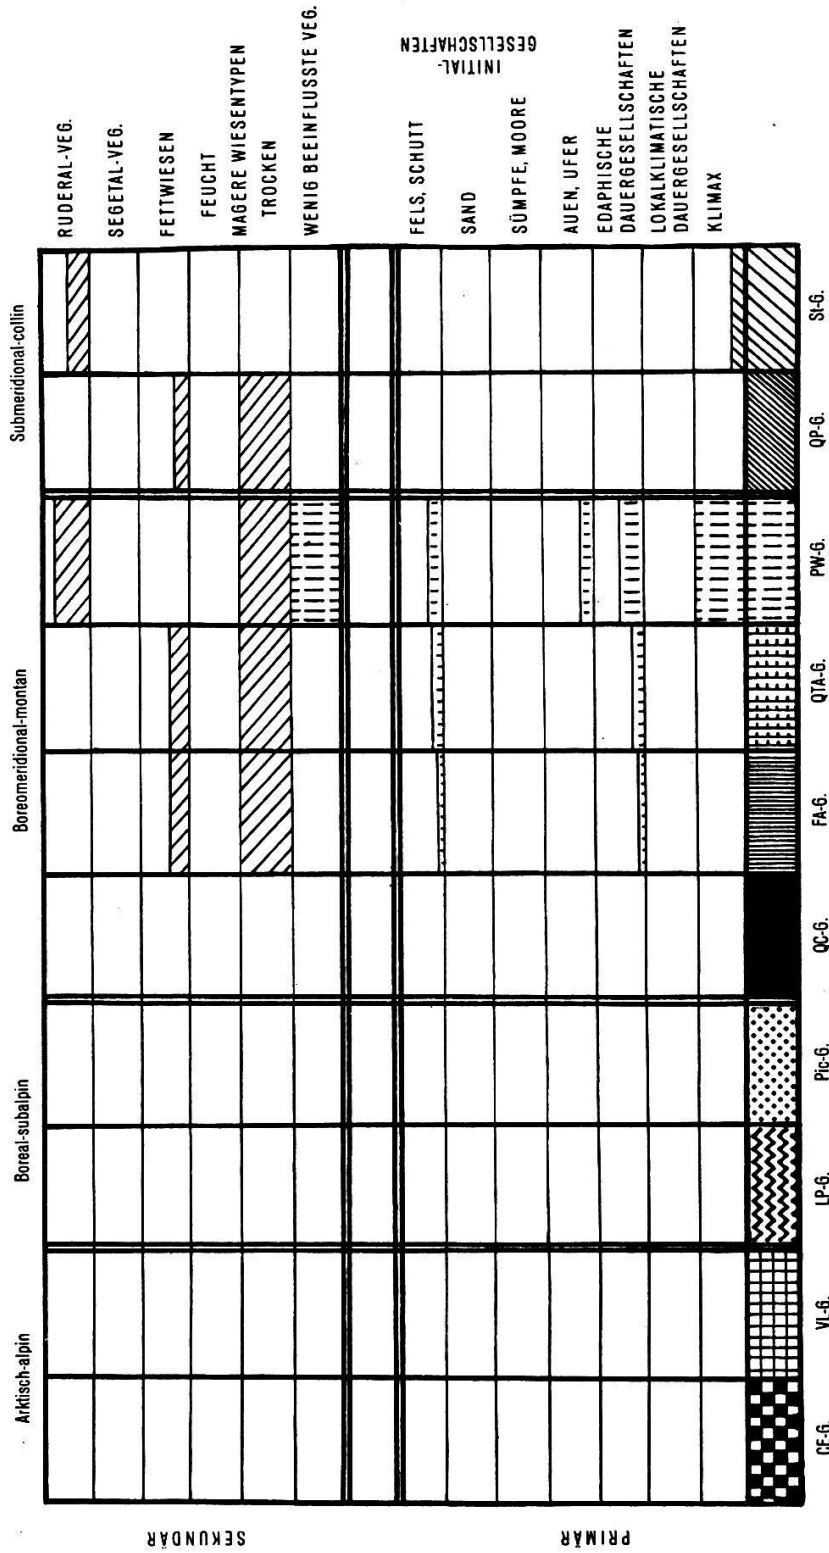 Arktisch-alpin
Boreal-subalpin
Boreomeridional-montan
Submeridional-collin
SEKUNDÄR
RUDERAL-VEG.
SEGETAL-VEG.
FETTWIESEN
FEUCHT
MAGERE WIESENTYPEN
TROCKEN
WENIG BEEINFLUSSTE VEG.
PRIMÄR
INITIAL-
GESELLSCHAFTEN
FELS, SCHUTT
SAND
SÜMPFE, MOORE
AUEN, UFER
EDAPHISCHE
DAUERGESELLSCHAFTEN
LOKALKLIMATISCHE
DAUERGESELLSCHAFTEN
KLIMAX
CE-G.
VL-G.
LP-G.
Pic-G.
QC-G.
FA-G.
QTA-G.
PW-G.
QP-G.
St-G.